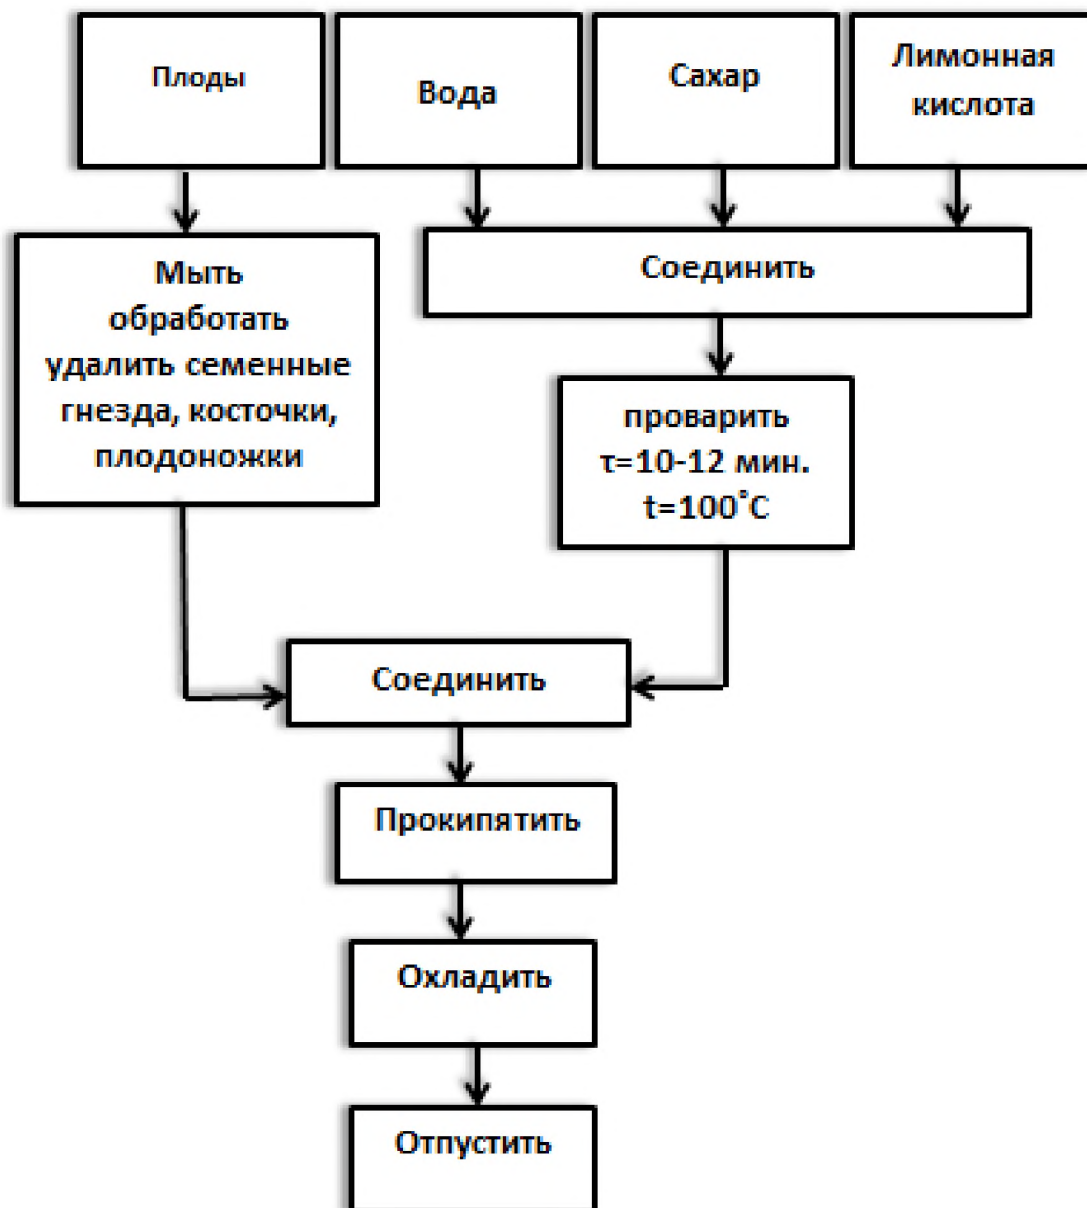 Плоды
Вода
Сахар
Лимонная
кислота
Мыть
обработать
удалить семенные
гнезда, косточки,
плодоножки
Соединить
проварить
τ=10-12 мин.
t=100˚С
Соединить
Прокипятить
Охладить
Отпустить